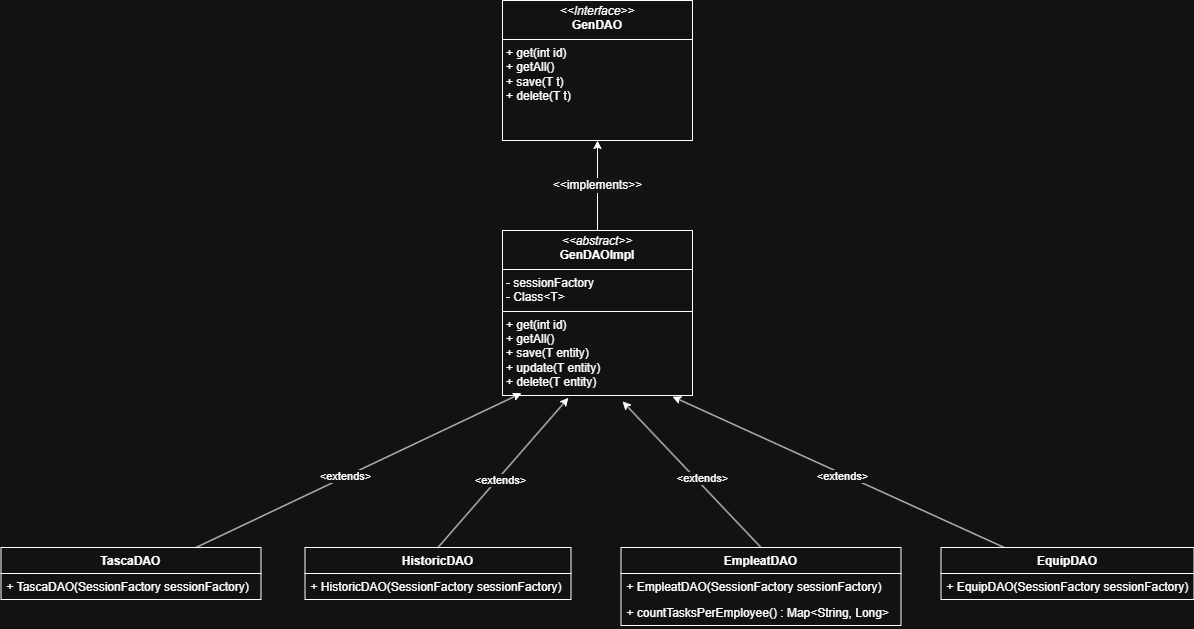 <<Interface>>
GenDAO
+ get(int id)
+ getAll()
+ save(T t)
+ delete(T t)
<<implements>>
<<abstract>>
GenDAOImpl
- sessionFactory
- Class<T>
+ get(int id)
+ getAll()
+ save(T entity)
+ update(T entity)
+ delete(T entity)
<extends>
<extends>
<extends>
<extends>
TascaDAO
+ TascaDAO(SessionFactory sessionFactory)
HistoricDAO
+ HistoricDAO(SessionFactory sessionFactory)
EmpleatDAO
+ EmpleatDAO(SessionFactory sessionFactory)
+ countTasksPerEmployee() : Map<String, Long>
EquipDAO
+ EquipDAO(SessionFactory sessionFactory)